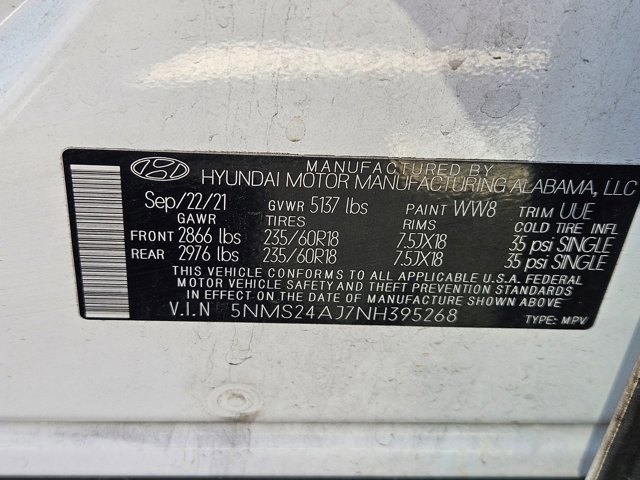 MANUFACTURED BY
HYUNDAI MOTOR MANUFACTURING ALABAMA, LLC
Sep/22/21 GVWR 5137 lbs PAINT WW8 TRIM UUE
GAWR TIRES RIMS COLD TIRE INFL
FRONT 2866 lbs 235/60R18 7.5JX18 35 psi SINGLE
REAR 2976 lbs 235/60R18 7.5JX18 35 psi SINGLE
THIS VEHICLE CONFORMS TO ALL APPLICABLE U.S.A. FEDERAL
MOTOR VEHICLE SAFETY AND THEFT PREVENTION
STANDARDS IN EFFECT ON THE DATE OF MANUFACTURE SHOWN ABOVE
V.I.N 5NMS24AJ7NH395268 TYPE: MPV